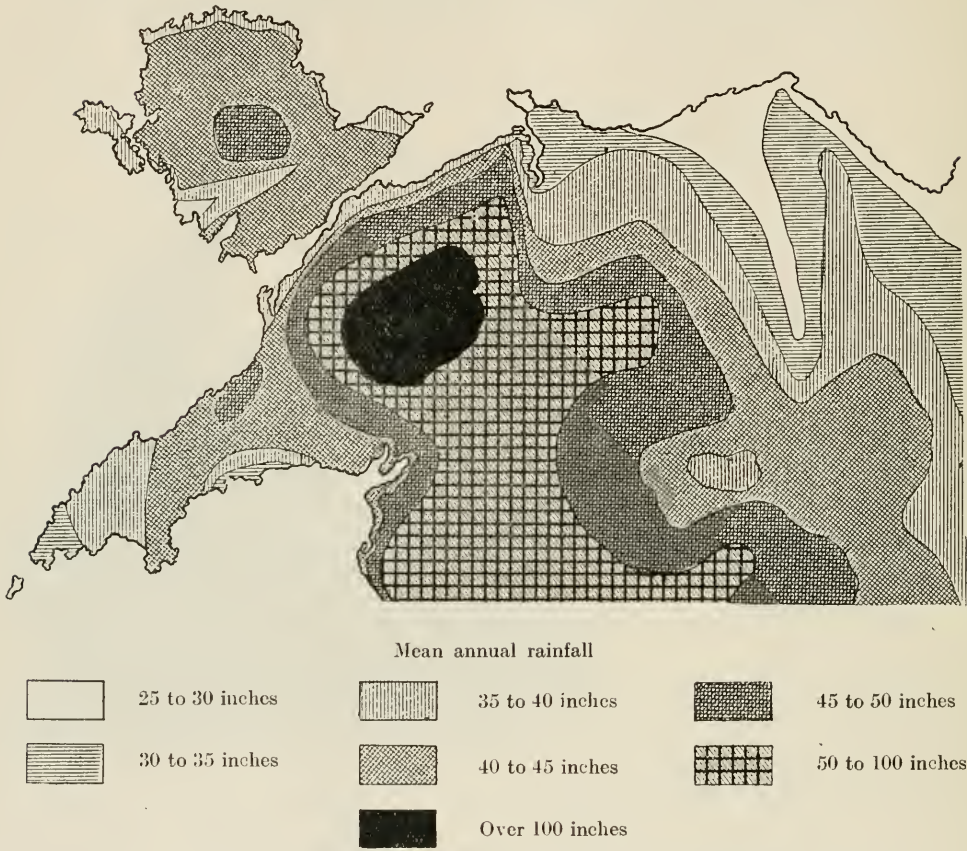 Mean annual rainfall
25 to 30 inches
35 to 40 inches
45 to 50 inches
30 to 35 inches
40 to 45 inches
50 to 100 inches
Over 100 inches